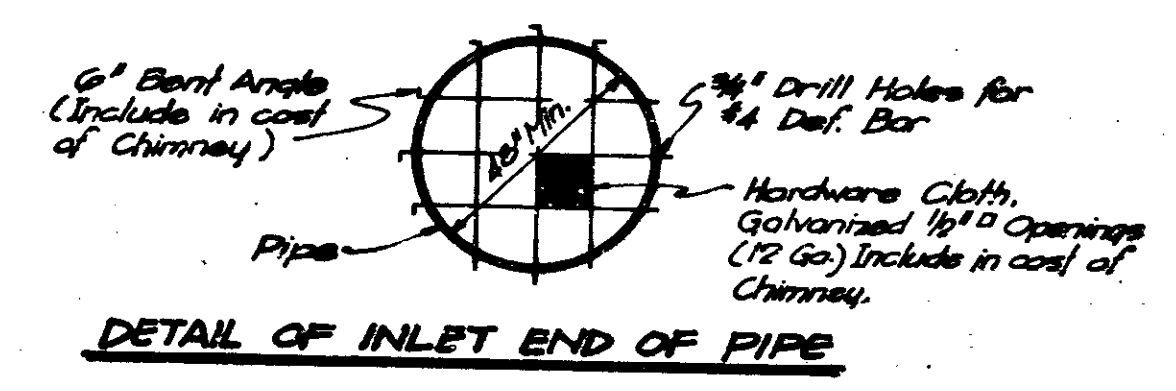 6" Bent Angle
(Include in cost
of Chimney)
48" Min.
3/4" Drill Holes for
#4 Def. Bar
Hardware Cloth,
Galvanized 1/2" □ Openings
(12 Ga.) Include in cost of
Chimney.
Pipe
DETAIL OF INLET END OF PIPE